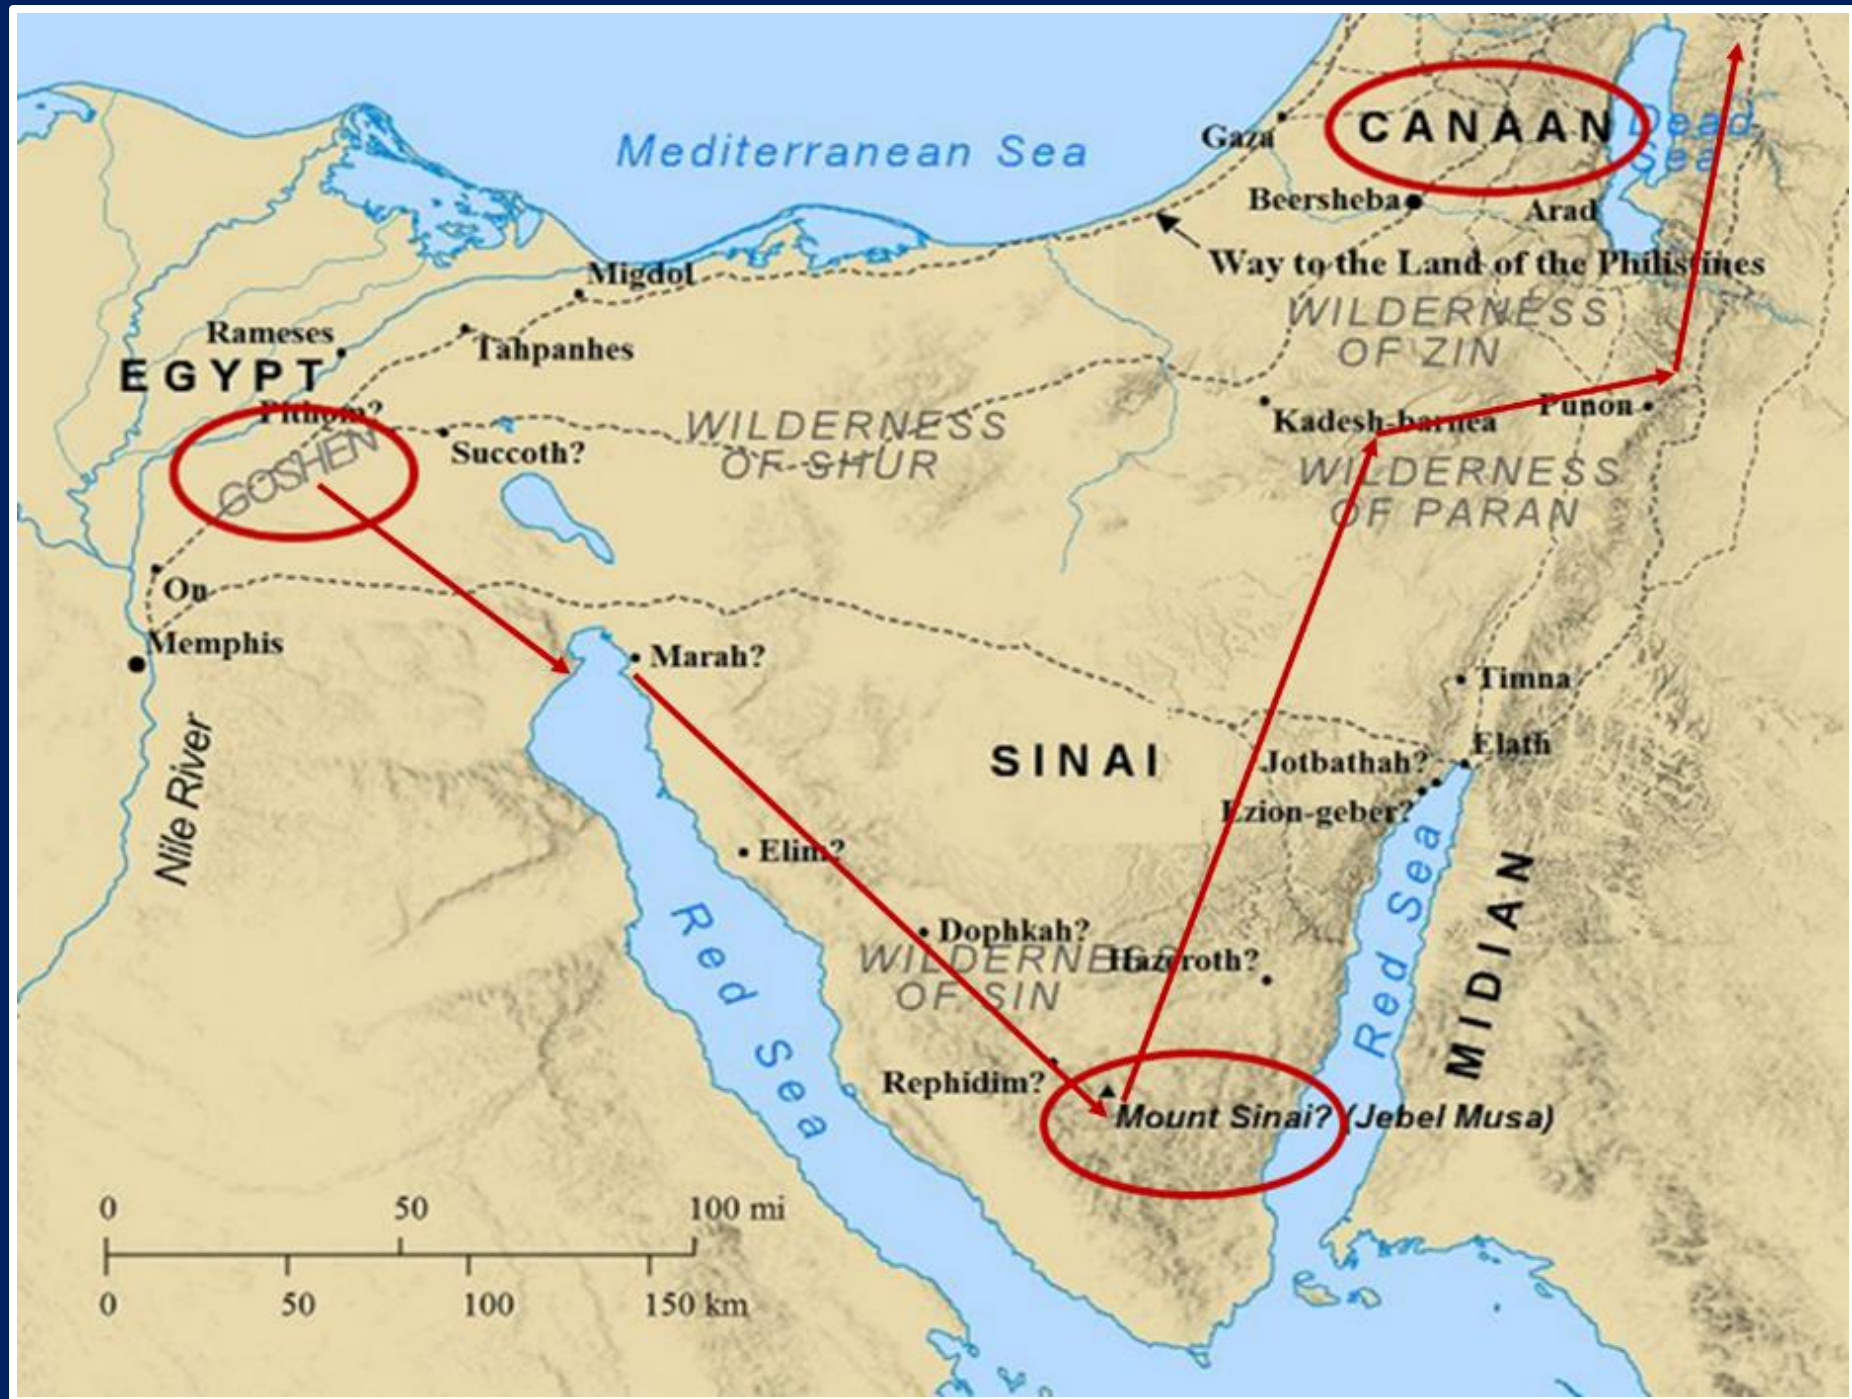 Mediterranean Sea
Gaza
CANAAN
Dead
Sea
Beersheba
Arad
Way to the Land of the Philistines
WILDERNESS
OF ZIN
Migdol
Rameses
Tahpanhes
EGYPT
Pithom?
GOSHEN
Succoth?
WILDERNESS
OF SHUR
Kadesh-barnea
Punon
WILDERNESS
OF PARAN
On
Memphis
Marah?
Timna
Nile River
SINAI
Elath
Jotbathah?
Ezion-geber?
Elim?
Red Sea
Red Sea
MIDIAN
Dophkah?
WILDERNESS
OF SIN
Hazeroth?
Rephidim?
Mount Sinai? (Jebel Musa)
0 50 100 mi
0 50 100 150 km